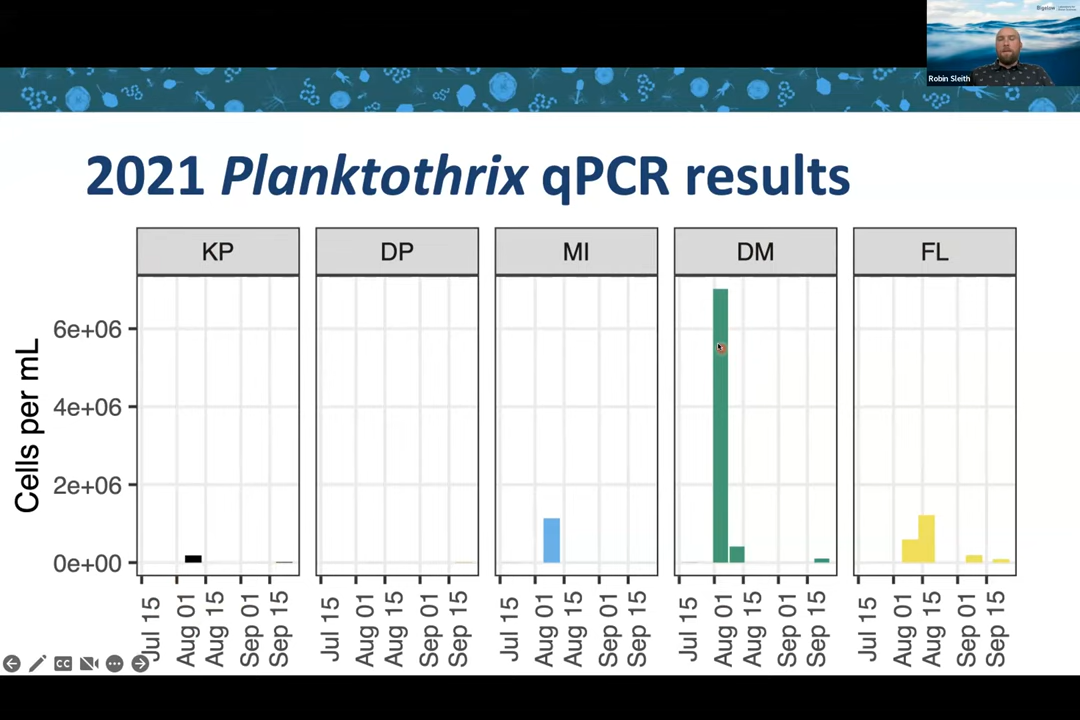 Bigelow
Robin Sleith
2021 Planktothrix qPCR results
KP DP MI DM FL
Cells per mL
6e+06
4e+06
2e+06
0e+00
Jul 15 Aug 01 Aug 15 Sep 01 Sep 15 Jul 15 Aug 01 Aug 15 Sep 01 Sep 15 Jul 15 Aug 01 Aug 15 Sep 01 Sep 15 Jul 15 Aug 01 Aug 15 Sep 01 Sep 15 Jul 15 Aug 01 Aug 15 Sep 01 Sep 15
CC